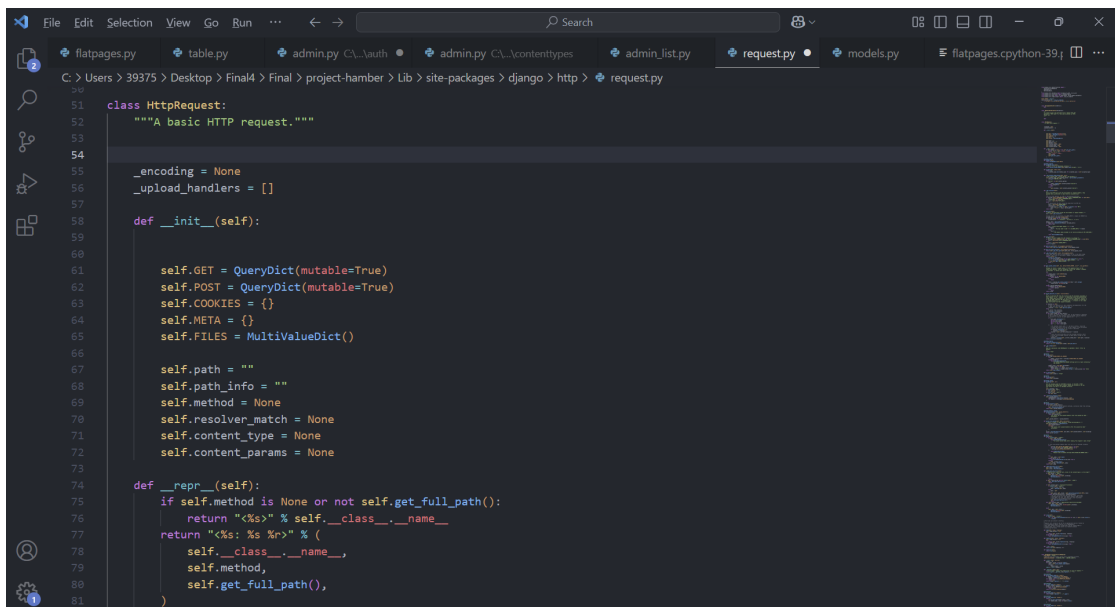 File Edit Selection View Go Run ... Search
flatpages.py table.py admin.py C:\...\auth admin.py C:\...\contenttypes admin_list.py request.py models.py flatpages.cpython-39.p
C: > Users > 39375 > Desktop > Final4 > Final > project-hamber > Lib > site-packages > django > http > request.py
50
51 class HttpRequest:
52 """A basic HTTP request."""
53
54
55 _encoding = None
56 _upload_handlers = []
57
58 def __init__(self):
59
60
61 self.GET = QueryDict(mutable=True)
62 self.POST = QueryDict(mutable=True)
63 self.COOKIES = {}
64 self.META = {}
65 self.FILES = MultiValueDict()
66
67 self.path = ""
68 self.path_info = ""
69 self.method = None
70 self.resolver_match = None
71 self.content_type = None
72 self.content_params = None
73
74 def __repr__(self):
75 if self.method is None or not self.get_full_path():
76 return "<%s>" % self.__class__.__name__
77 return "<%s: %s %r>" % (
78 self.__class__.__name__,
79 self.method,
80 self.get_full_path(),
81 )
2
1